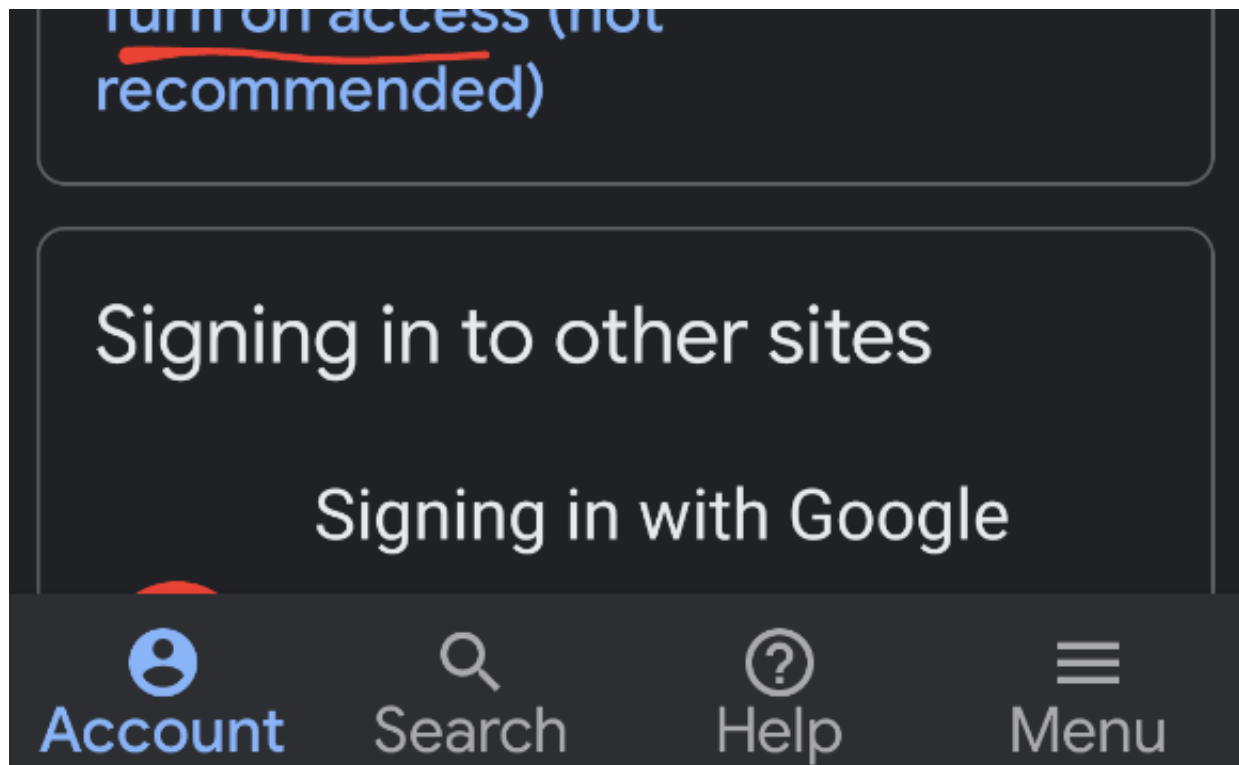 Turn on access (not
recommended)
Signing in to other sites
Signing in with Google
Account
Search
Help
Menu